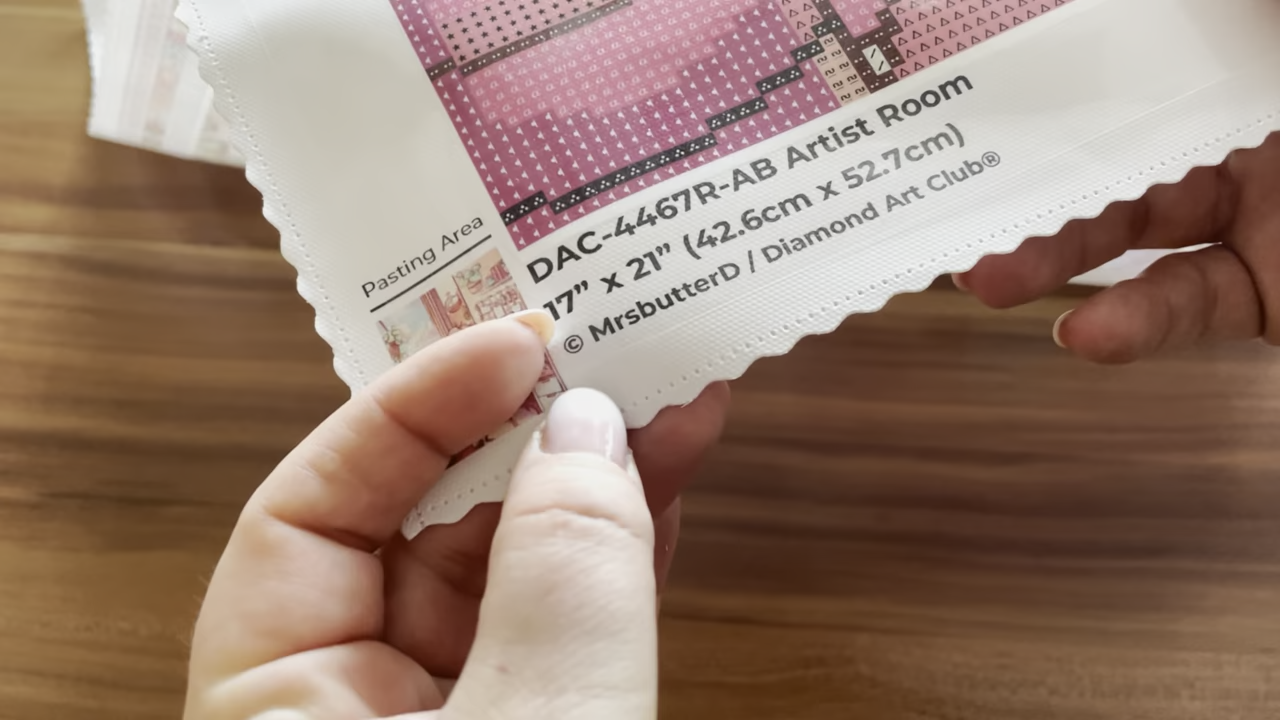 Pasting Area
DAC-4467R-AB Artist Room
17” x 21” (42.6cm x 52.7cm)
© MrsbutterD / Diamond Art Club®